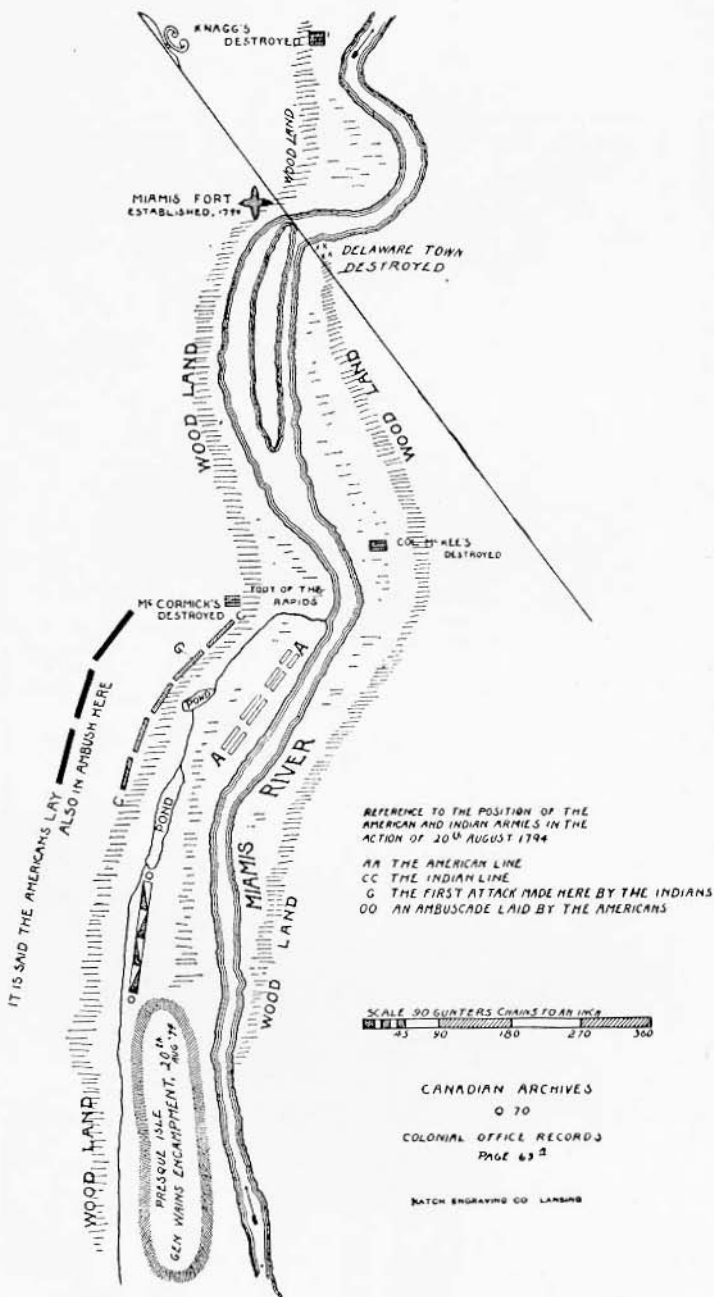 KNAGG'S
DESTROYED
WOOD LAND
MIAMIS FORT
ESTABLISHED, 1794
DELAWARE TOWN
DESTROYED
WOOD LAND
WOOD LAND
COL. McKEE'S
DESTROYED
FOOT OF THE
RAPIDS
McCORMICK'S
DESTROYED
C
G
A
POND
A
IT IS SAID THE AMERICANS LAY
ALSO IN AMBUSH HERE
POND
MIAMIS RIVER
REFERENCE TO THE POSITION OF THE
AMERICAN AND INDIAN ARMIES IN THE
ACTION OF 20th AUGUST 1794
AA THE AMERICAN LINE
CC THE INDIAN LINE
G THE FIRST ATTACK MADE HERE BY THE INDIANS
OO AN AMBUSCADE LAID BY THE AMERICANS
O
O
WOOD LAND
SCALE 90 GUNTERS CHAINS TO AN INCH
45 90 180 270 360
WOOD LAND
PRESQUE ISLE
GEN WAINS ENCAMPMENT, 20th
AUG '94
CANADIAN ARCHIVES
Q 70
COLONIAL OFFICE RECORDS
PAGE 63
ENGRAVING CO LANSING